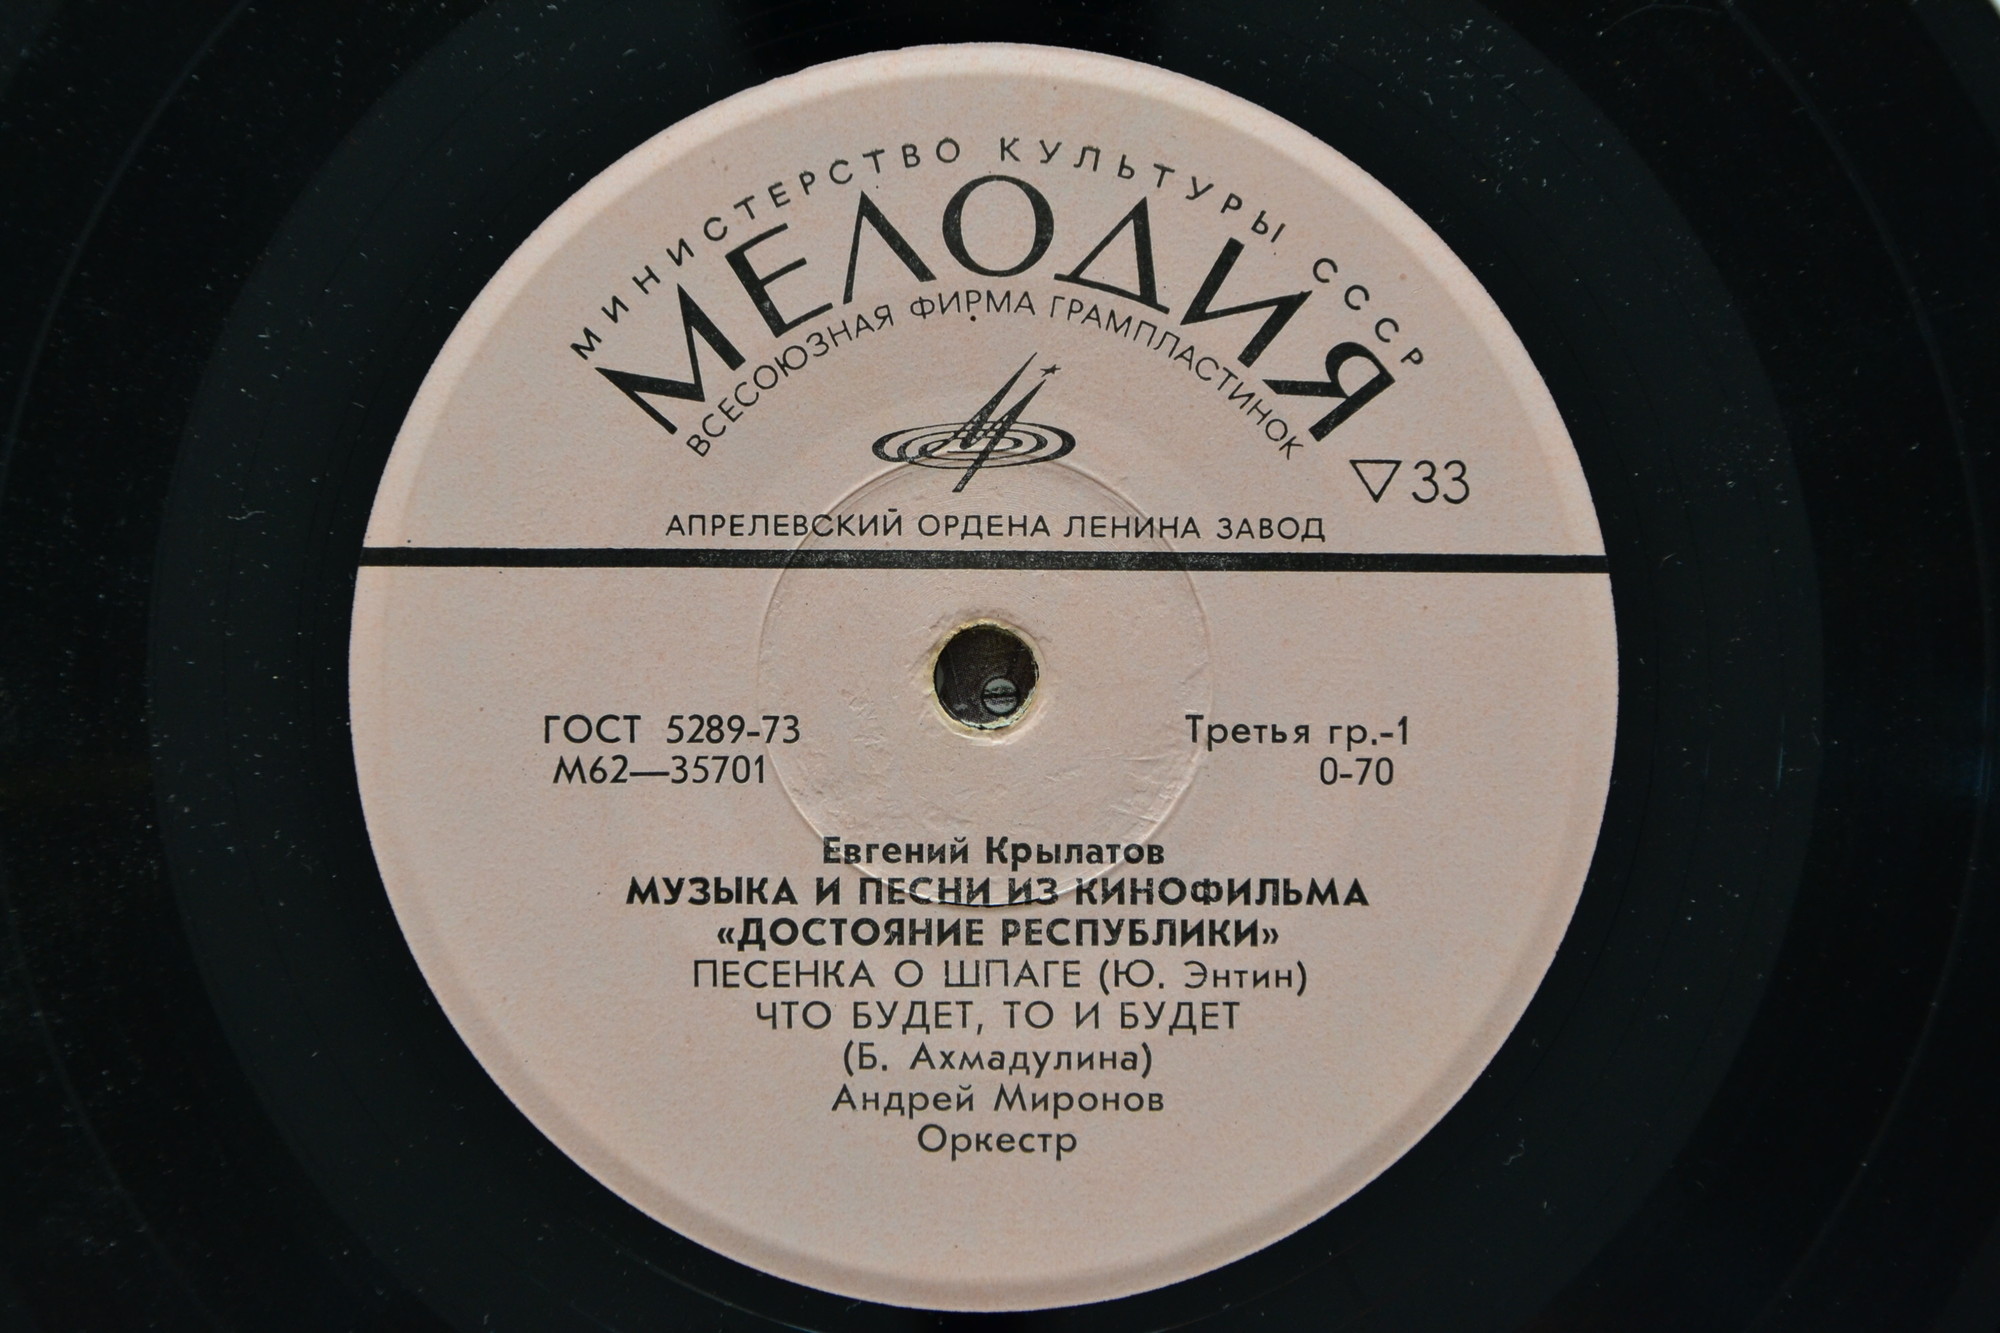 МИНИСТЕРСТВО КУЛЬТУРЫ СССР
МЕЛОДИЯ
ВСЕСОЮЗНАЯ ФИРМА ГРАМПЛАСТИНОК
▽33
АПРЕЛЕВСКИЙ ОРДЕНА ЛЕНИНА ЗАВОД
ГОСТ 5289-73 Третья гр.-1
М62—35701 0-70
Евгений Крылатов
МУЗЫКА И ПЕСНИ ИЗ КИНОФИЛЬМА
«ДОСТОЯНИЕ РЕСПУБЛИКИ»
ПЕСЕНКА О ШПАГЕ (Ю. Энтин)
ЧТО БУДЕТ, ТО И БУДЕТ
(Б. Ахмадулина)
Андрей Миронов
Оркестр